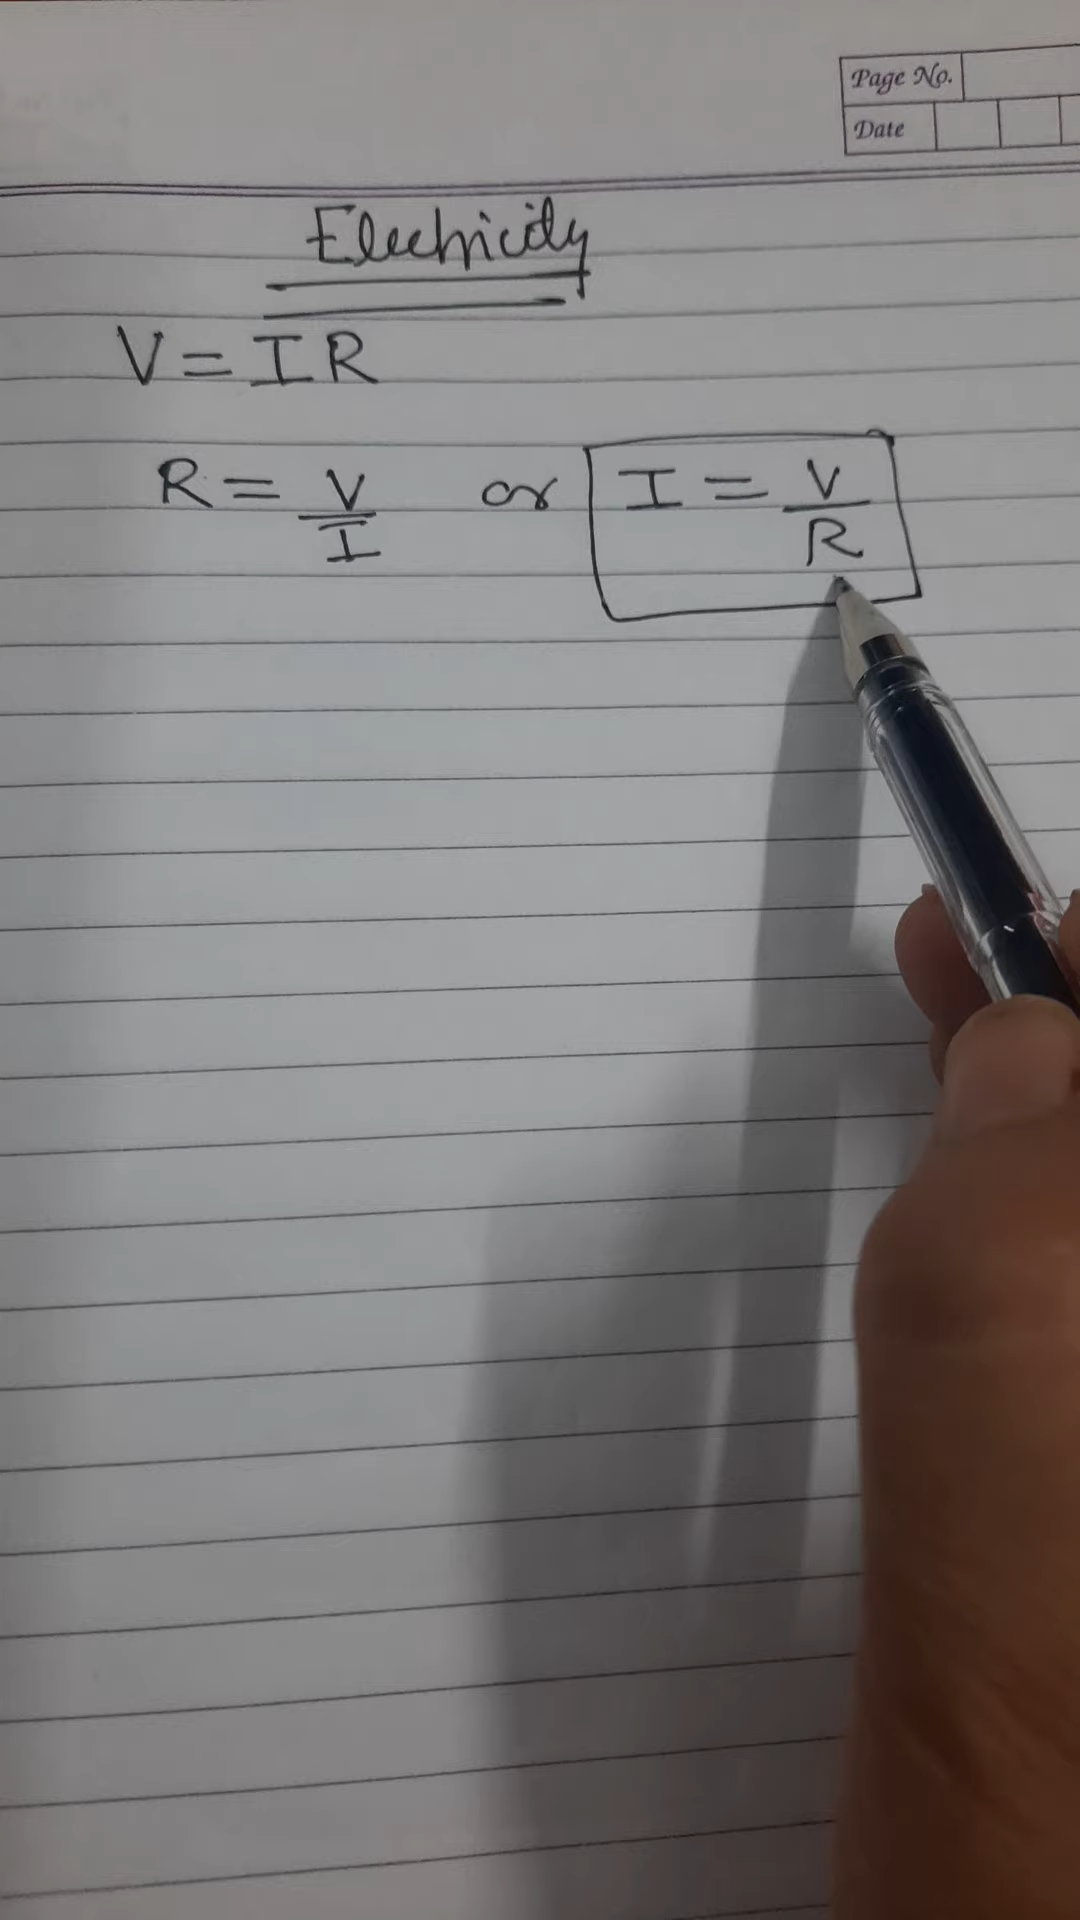 Page No.
Date
Electricity
V = IR
R = V/I or I = V/R